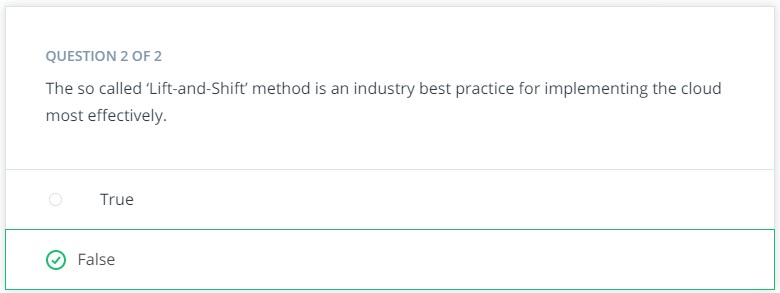 QUESTION 2 OF 2
The so called ‘Lift-and-Shift’ method is an industry best practice for implementing the cloud
most effectively.
True
False